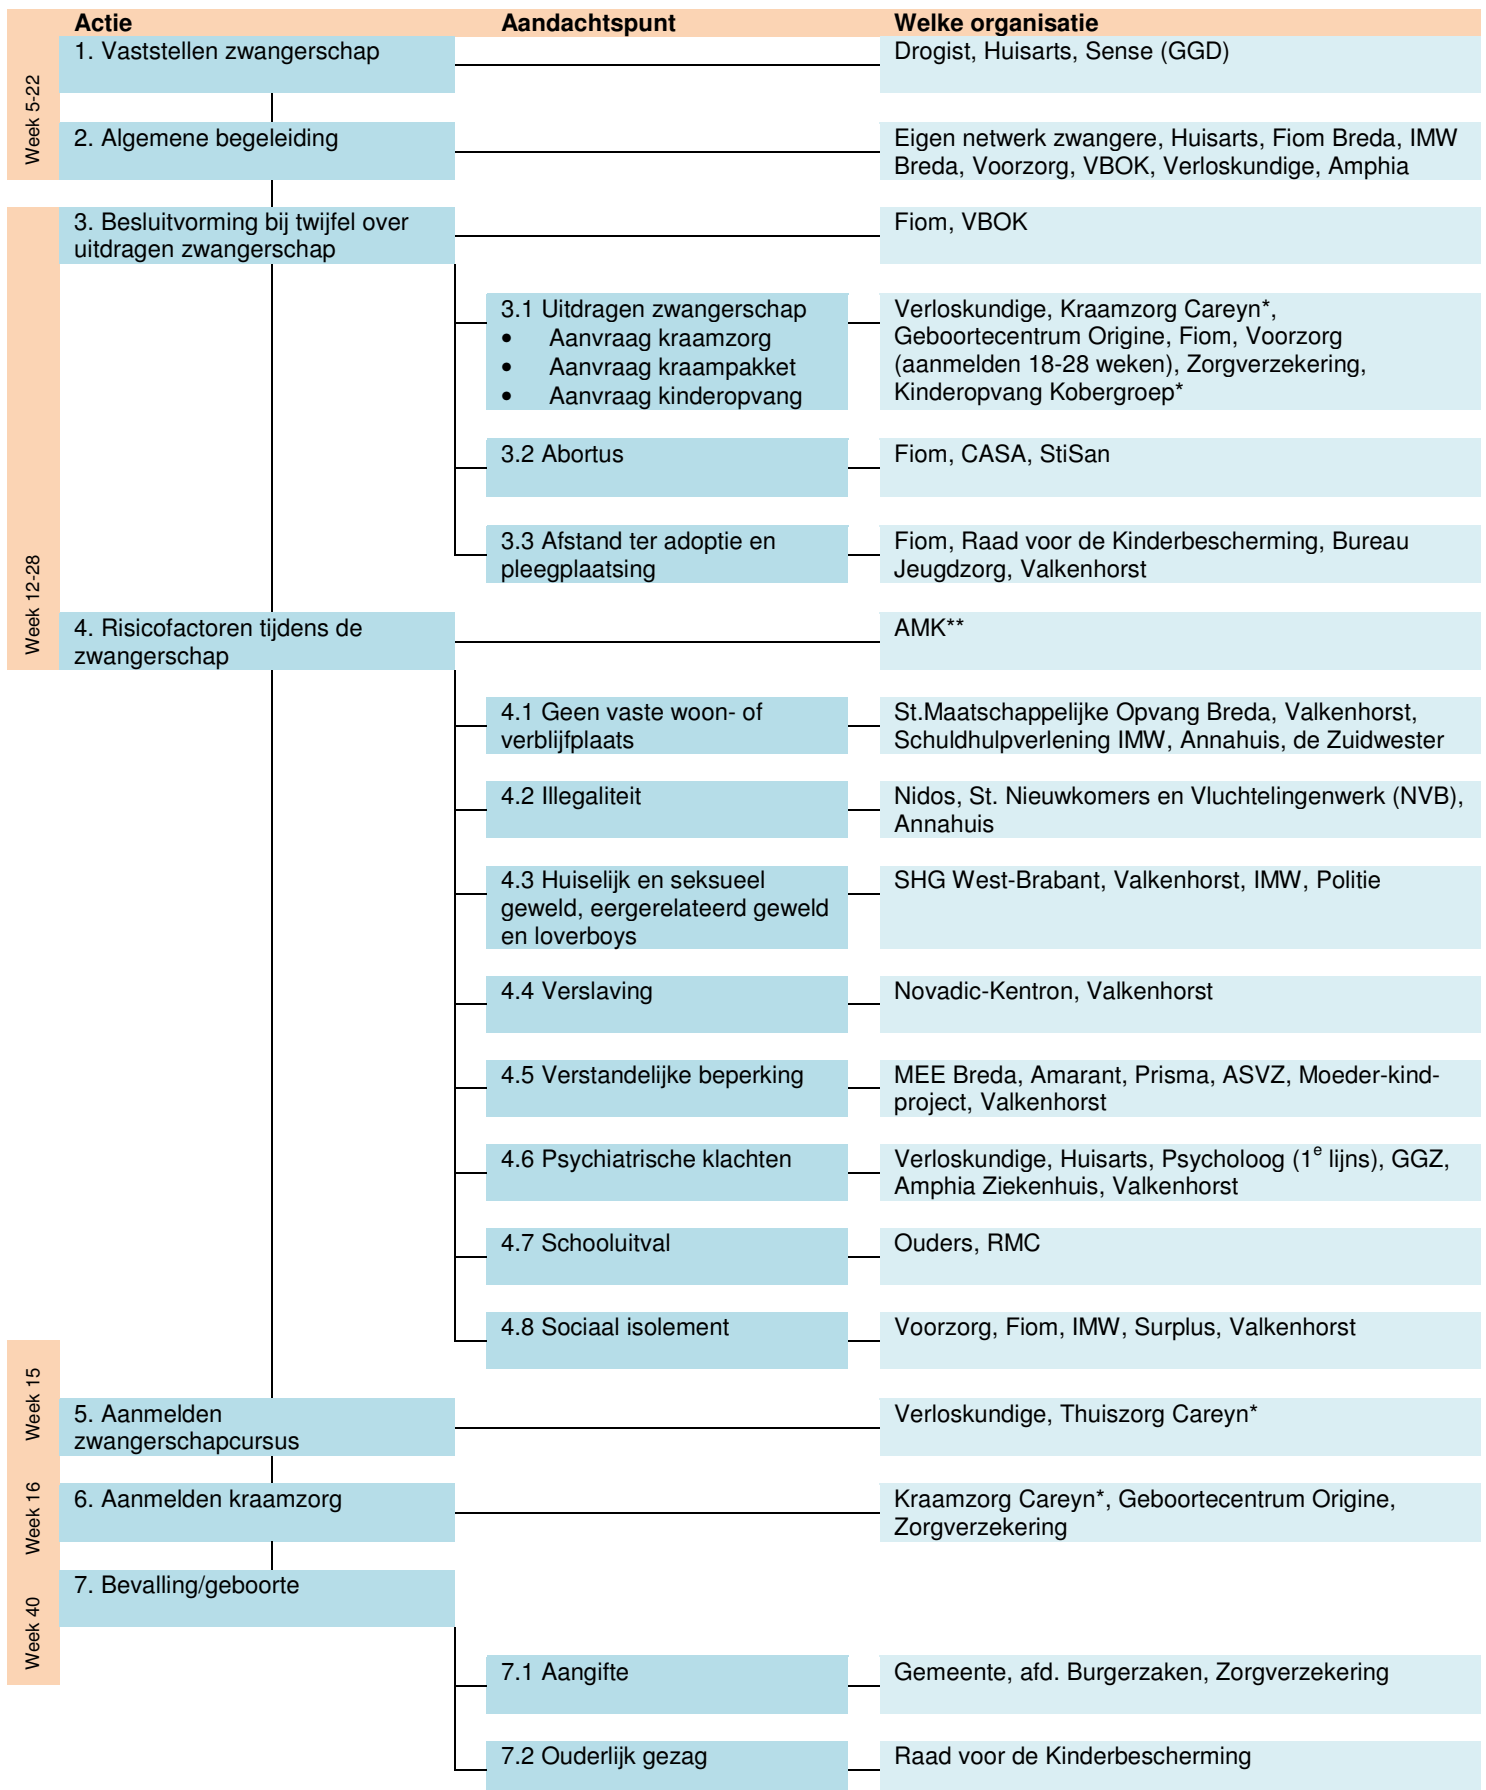 Actie Aandachtspunt Welke organisatie
Week 5-22
1. Vaststellen zwangerschap
Drogist, Huisarts, Sense (GGD)
2. Algemene begeleiding
Eigen netwerk zwangere, Huisarts, Fiom Breda, IMW
Breda, Voorzorg, VBOK, Verloskundige, Amphia
Week 12-28
3. Besluitvorming bij twijfel over
uitdragen zwangerschap
Fiom, VBOK
3.1 Uitdragen zwangerschap
• Aanvraag kraamzorg
• Aanvraag kraampakket
• Aanvraag kinderopvang
Verloskundige, Kraamzorg Careyn*,
Geboortecentrum Origine, Fiom, Voorzorg
(aanmelden 18-28 weken), Zorgverzekering,
Kinderopvang Kobergroep*
3.2 Abortus
Fiom, CASA, StiSan
3.3 Afstand ter adoptie en
pleegplaatsing
Fiom, Raad voor de Kinderbescherming, Bureau
Jeugdzorg, Valkenhorst
4. Risicofactoren tijdens de
zwangerschap
AMK**
4.1 Geen vaste woon- of
verblijfplaats
St.Maatschappelijke Opvang Breda, Valkenhorst,
Schuldhulpverlening IMW, Annahuis, de Zuidwester
4.2 Illegaliteit
Nidos, St. Nieuwkomers en Vluchtelingenwerk (NVB),
Annahuis
4.3 Huiselijk en seksueel
geweld, eergerelateerd geweld
en loverboys
SHG West-Brabant, Valkenhorst, IMW, Politie
4.4 Verslaving
Novadic-Kentron, Valkenhorst
4.5 Verstandelijke beperking
MEE Breda, Amarant, Prisma, ASVZ, Moeder-kind-
project, Valkenhorst
4.6 Psychiatrische klachten
Verloskundige, Huisarts, Psycholoog (1e lijns), GGZ,
Amphia Ziekenhuis, Valkenhorst
4.7 Schooluitval
Ouders, RMC
4.8 Sociaal isolement
Voorzorg, Fiom, IMW, Surplus, Valkenhorst
Week 15
5. Aanmelden
zwangerschapcursus
Verloskundige, Thuiszorg Careyn*
Week 16
6. Aanmelden kraamzorg
Kraamzorg Careyn*, Geboortecentrum Origine,
Zorgverzekering
Week 40
7. Bevalling/geboorte
7.1 Aangifte
Gemeente, afd. Burgerzaken, Zorgverzekering
7.2 Ouderlijk gezag
Raad voor de Kinderbescherming